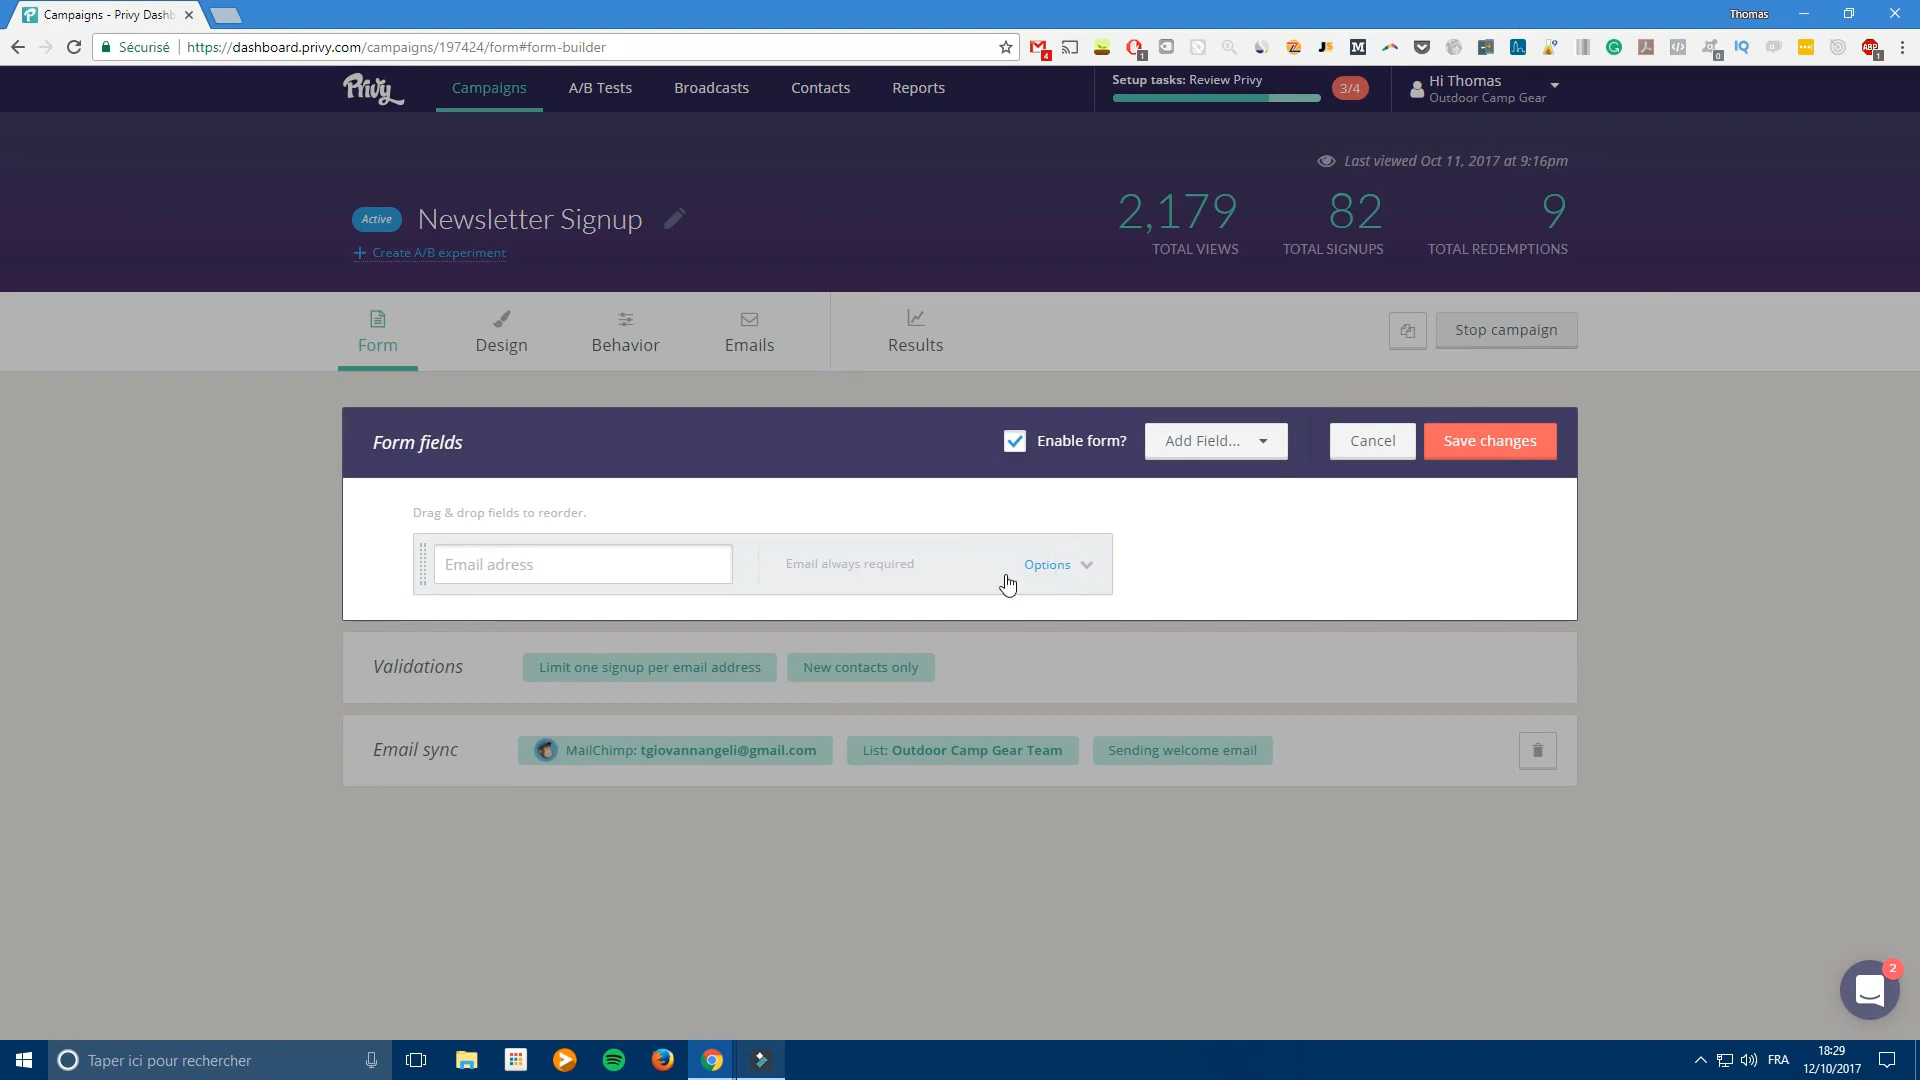 Campaigns - Privy Dashb
Thomas
Sécurisé
https://dashboard.privy.com/campaigns/197424/form#form-builder
Privy
Campaigns
A/B Tests
Broadcasts
Contacts
Reports
Setup tasks: Review Privy
3/4
Hi Thomas
Outdoor Camp Gear
Last viewed Oct 11, 2017 at 9:16pm
Active
Newsletter Signup
Create A/B experiment
2,179
TOTAL VIEWS
82
TOTAL SIGNUPS
9
TOTAL REDEMPTIONS
Form
Design
Behavior
Emails
Results
Stop campaign
Form fields
Enable form?
Add Field...
Cancel
Save changes
Drag & drop fields to reorder.
Email adress
Email always required
Options
Validations
Limit one signup per email address
New contacts only
Email sync
MailChimp: tgiovannangeli@gmail.com
List: Outdoor Camp Gear Team
Sending welcome email
2
Taper ici pour rechercher
FRA
18:29
12/10/2017